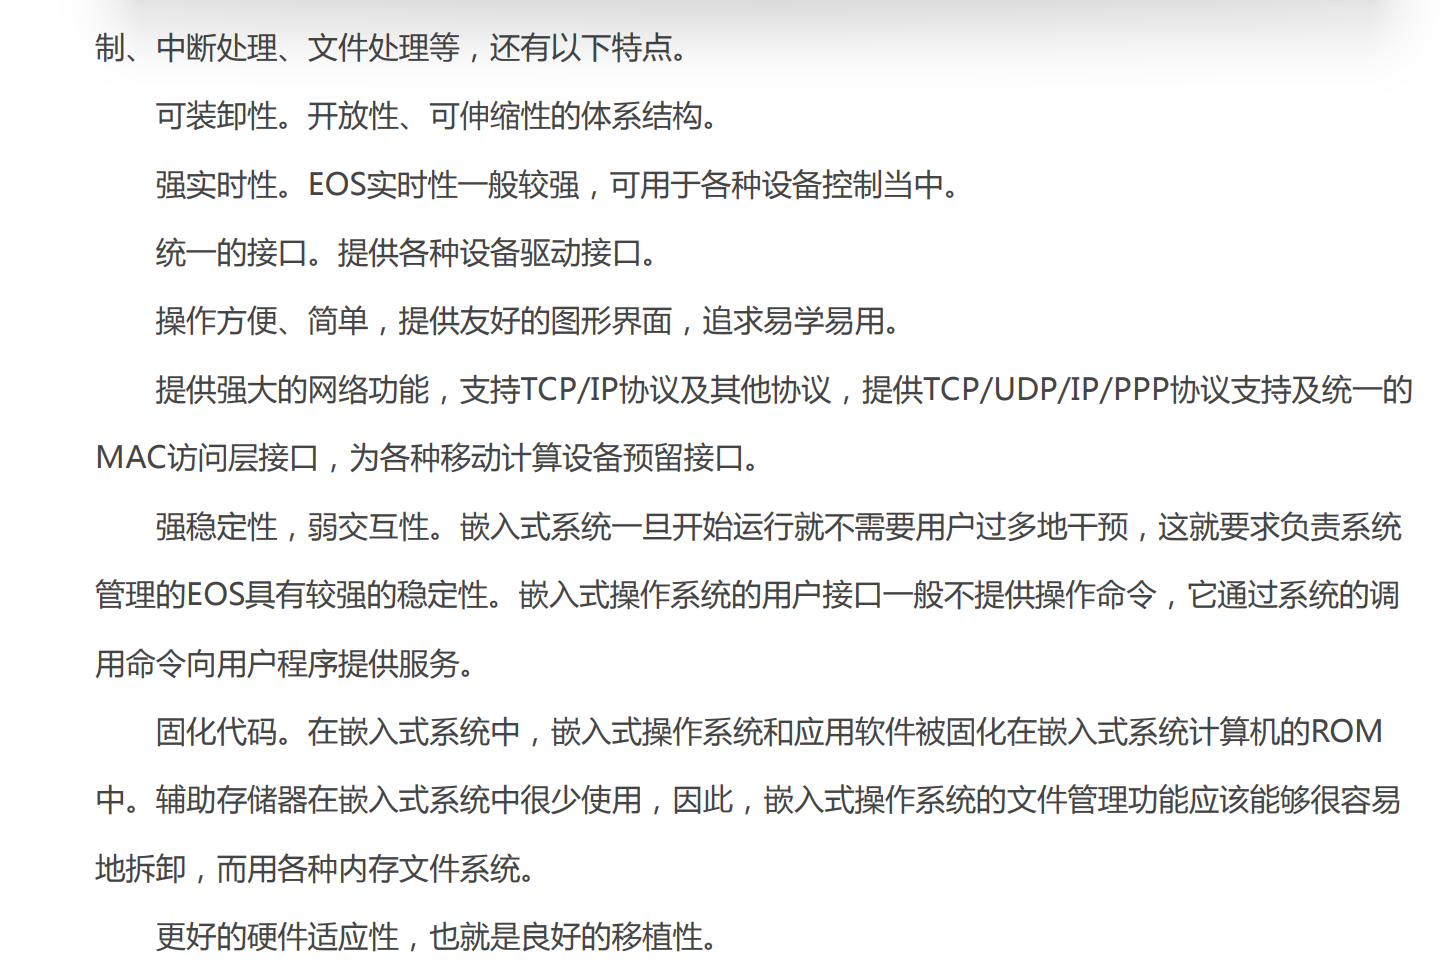 制、中断处理、文件处理等，还有以下特点。
可装卸性。开放性、可伸缩性的体系结构。
强实时性。EOS实时性一般较强，可用于各种设备控制当中。
统一的接口。提供各种设备驱动接口。
操作方便、简单，提供友好的图形界面，追求易学易用。
提供强大的网络功能，支持TCP/IP协议及其他协议，提供TCP/UDP/IP/PPP协议支持及统一的
MAC访问层接口，为各种移动计算设备预留接口。
强稳定性，弱交互性。嵌入式系统一旦开始运行就不需要用户过多地干预，这就要求负责系统
管理的EOS具有较强的稳定性。嵌入式操作系统的用户接口一般不提供操作命令，它通过系统的调
用命令向用户程序提供服务。
固化代码。在嵌入式系统中，嵌入式操作系统和应用软件被固化在嵌入式系统计算机的ROM
中。辅助存储器在嵌入式系统中很少使用，因此，嵌入式操作系统的文件管理功能应该能够很容易
地拆卸，而用各种内存文件系统。
更好的硬件适应性，也就是良好的移植性。